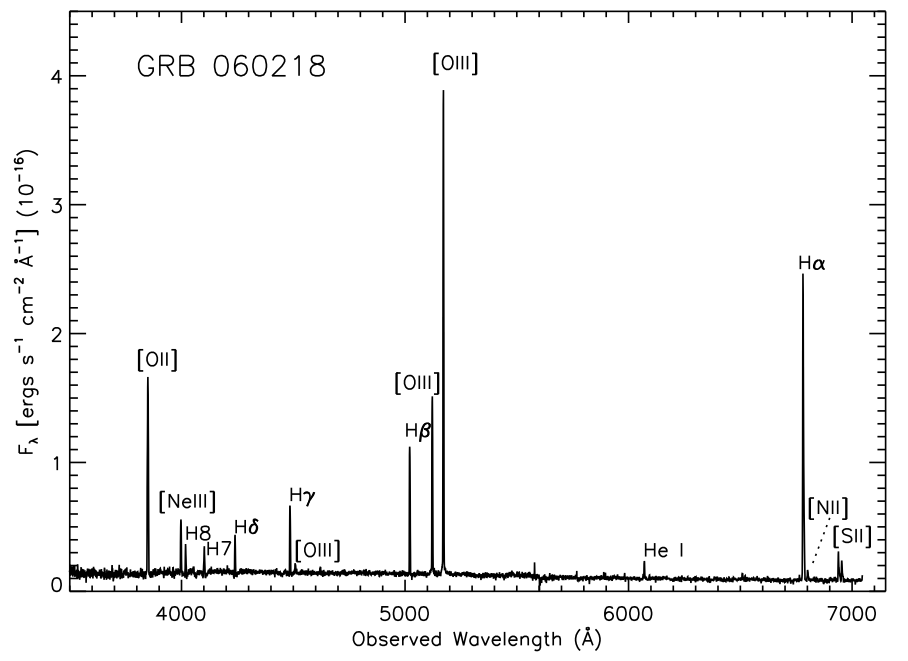 GRB 060218
[OIII]
4
3
Hα
2
[OII]
[OIII]
Hβ
1
[NeIII]
Hγ
[NII]
H8
Hδ
[SII]
H7
[OIII]
He I
0
4000 5000 6000 7000
Observed Wavelength (Å)
F_λ [ergs s⁻¹ cm⁻² Å⁻¹] (10⁻¹⁶)